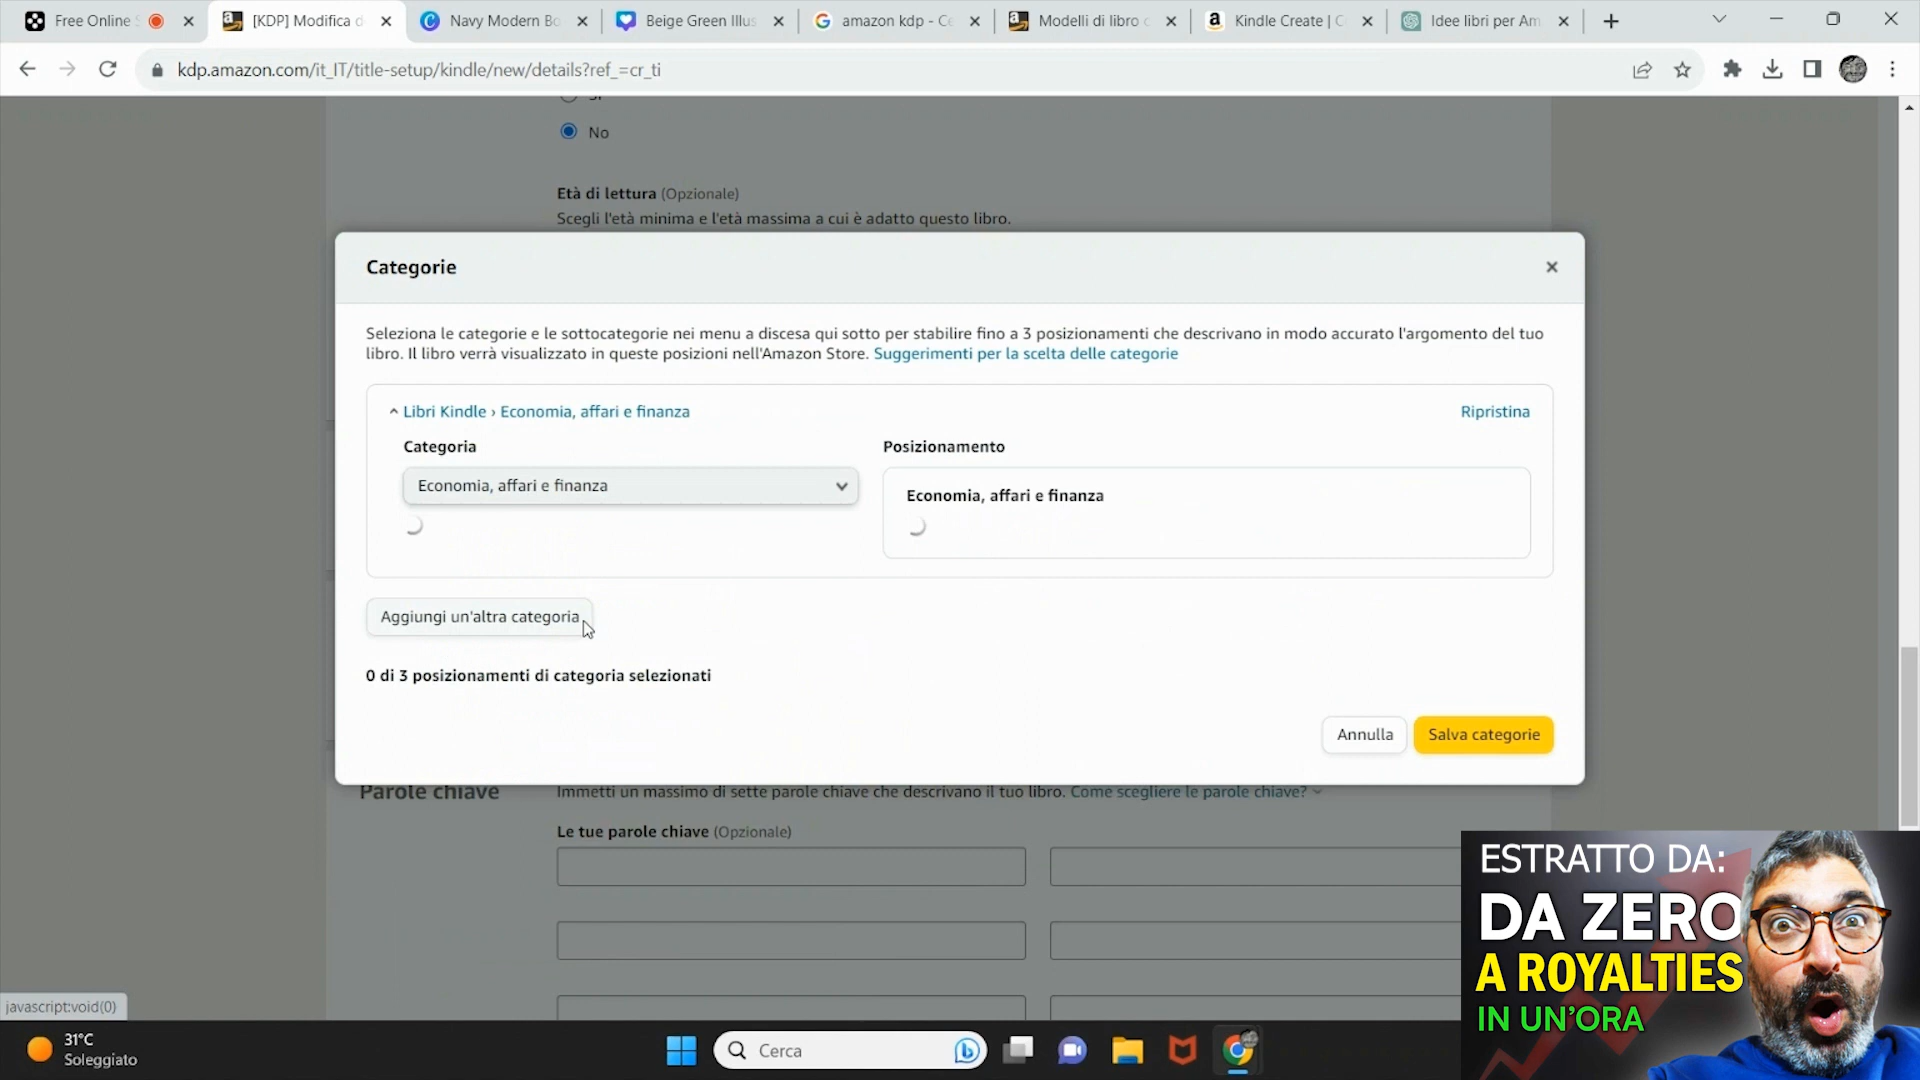 Free Online S
[KDP] Modifica d
Navy Modern Bo
Beige Green Illus
amazon kdp - Ce
Modelli di libro c
Kindle Create | C
Idee libri per Am
kdp.amazon.com/it_IT/title-setup/kindle/new/details?ref_=cr_ti
No
Età di lettura (Opzionale)
Scegli l'età minima e l'età massima a cui è adatto questo libro.
Categorie
Seleziona le categorie e le sottocategorie nei menu a discesa qui sotto per stabilire fino a 3 posizionamenti che descrivano in modo accurato l'argomento del tuo
libro. Il libro verrà visualizzato in queste posizioni nell'Amazon Store. Suggerimenti per la scelta delle categorie
Libri Kindle › Economia, affari e finanza
Ripristina
Categoria
Posizionamento
Economia, affari e finanza
Economia, affari e finanza
Aggiungi un'altra categoria
0 di 3 posizionamenti di categoria selezionati
Annulla
Salva categorie
Parole chiave
Immetti un massimo di sette parole chiave che descrivano il tuo libro. Come scegliere le parole chiave?
Le tue parole chiave (Opzionale)
ESTRATTO DA:
DA ZERO
A ROYALTIES
IN UN'ORA
javascript:void(0)
31°C
Soleggiato
Cerca